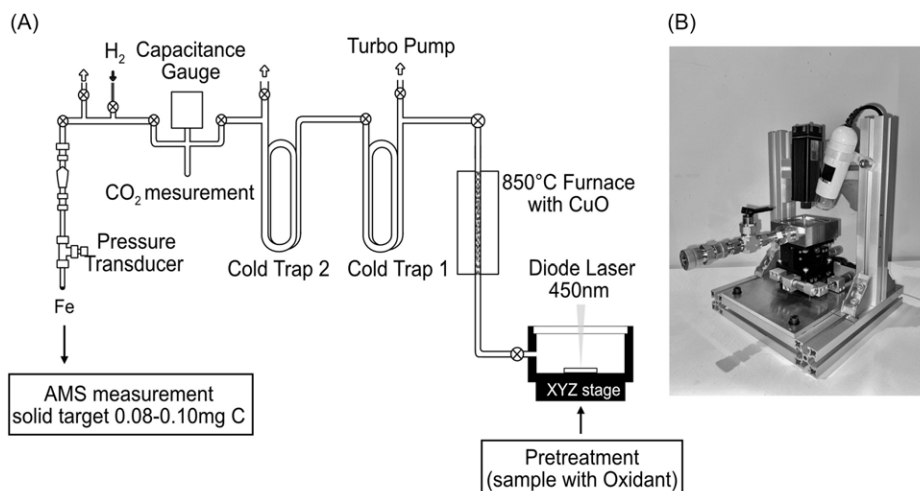 (A)
H2
Capacitance
Gauge
Turbo Pump
(B)
CO2 mesurement
850°C Furnace
with CuO
Pressure
Transducer
Cold Trap 2
Cold Trap 1
Diode Laser
450nm
Fe
XYZ stage
AMS measurement
solid target 0.08-0.10mg C
Pretreatment
(sample with Oxidant)